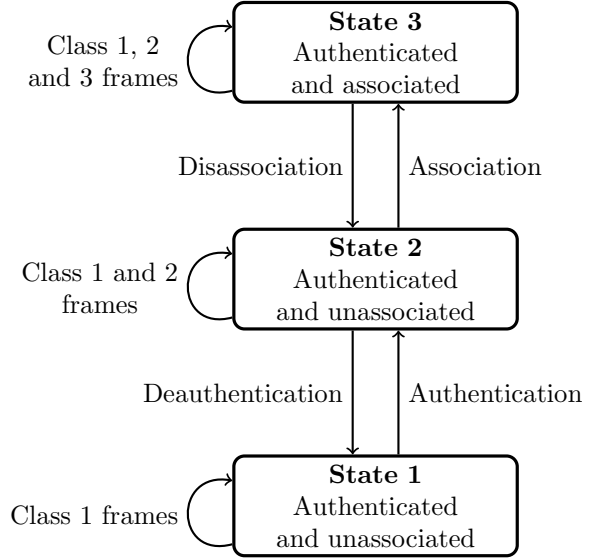 State 3
Authenticated
and associated
Class 1, 2
and 3 frames
Disassociation
Association
State 2
Authenticated
and unassociated
Class 1 and 2
frames
Deauthentication
Authentication
State 1
Authenticated
and unassociated
Class 1 frames